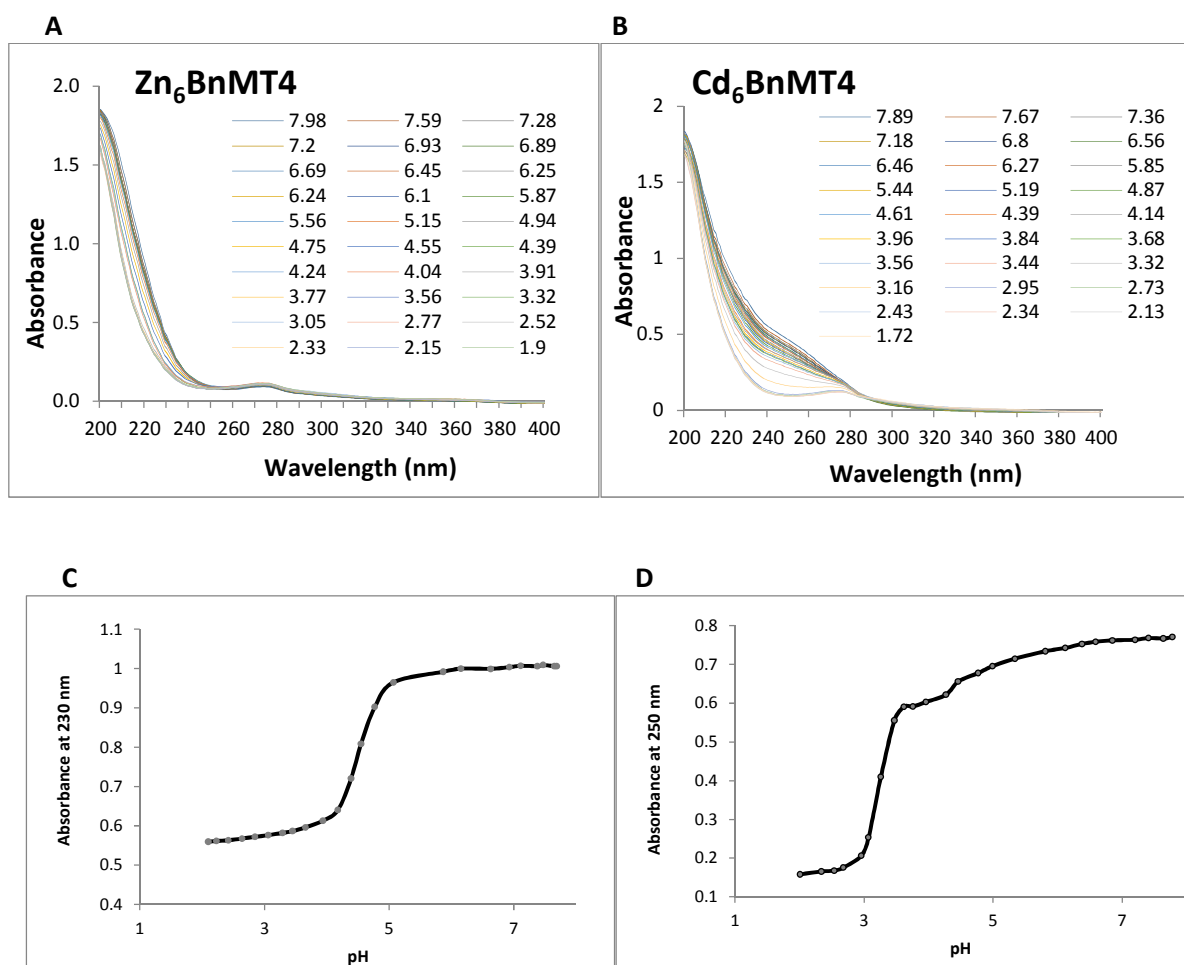 A B
Zn₆BnMT4 Cd₆BnMT4
2.0
1.5
1.0
0.5
0.0
Absorbance
7.98 7.59 7.28
7.2 6.93 6.89
6.69 6.45 6.25
6.24 6.1 5.87
5.56 5.15 4.94
4.75 4.55 4.39
4.24 4.04 3.91
3.77 3.56 3.32
3.05 2.77 2.52
2.33 2.15 1.9
200 220 240 260 280 300 320 340 360 380 400
Wavelength (nm)
2
1.5
1
0.5
0
Absorbance
7.89 7.67 7.36
7.18 6.8 6.56
6.46 6.27 5.85
5.44 5.19 4.87
4.61 4.39 4.14
3.96 3.84 3.68
3.56 3.44 3.32
3.16 2.95 2.73
2.43 2.34 2.13
1.72
200 220 240 260 280 300 320 340 360 380 400
Wavelength (nm)
C D
1.1
1
0.9
0.8
0.7
0.6
0.5
0.4
Absorbance at 230 nm
1 3 5 7
pH
0.8
0.7
0.6
0.5
0.4
0.3
0.2
0.1
Absorbance at 250 nm
1 3 5 7
pH